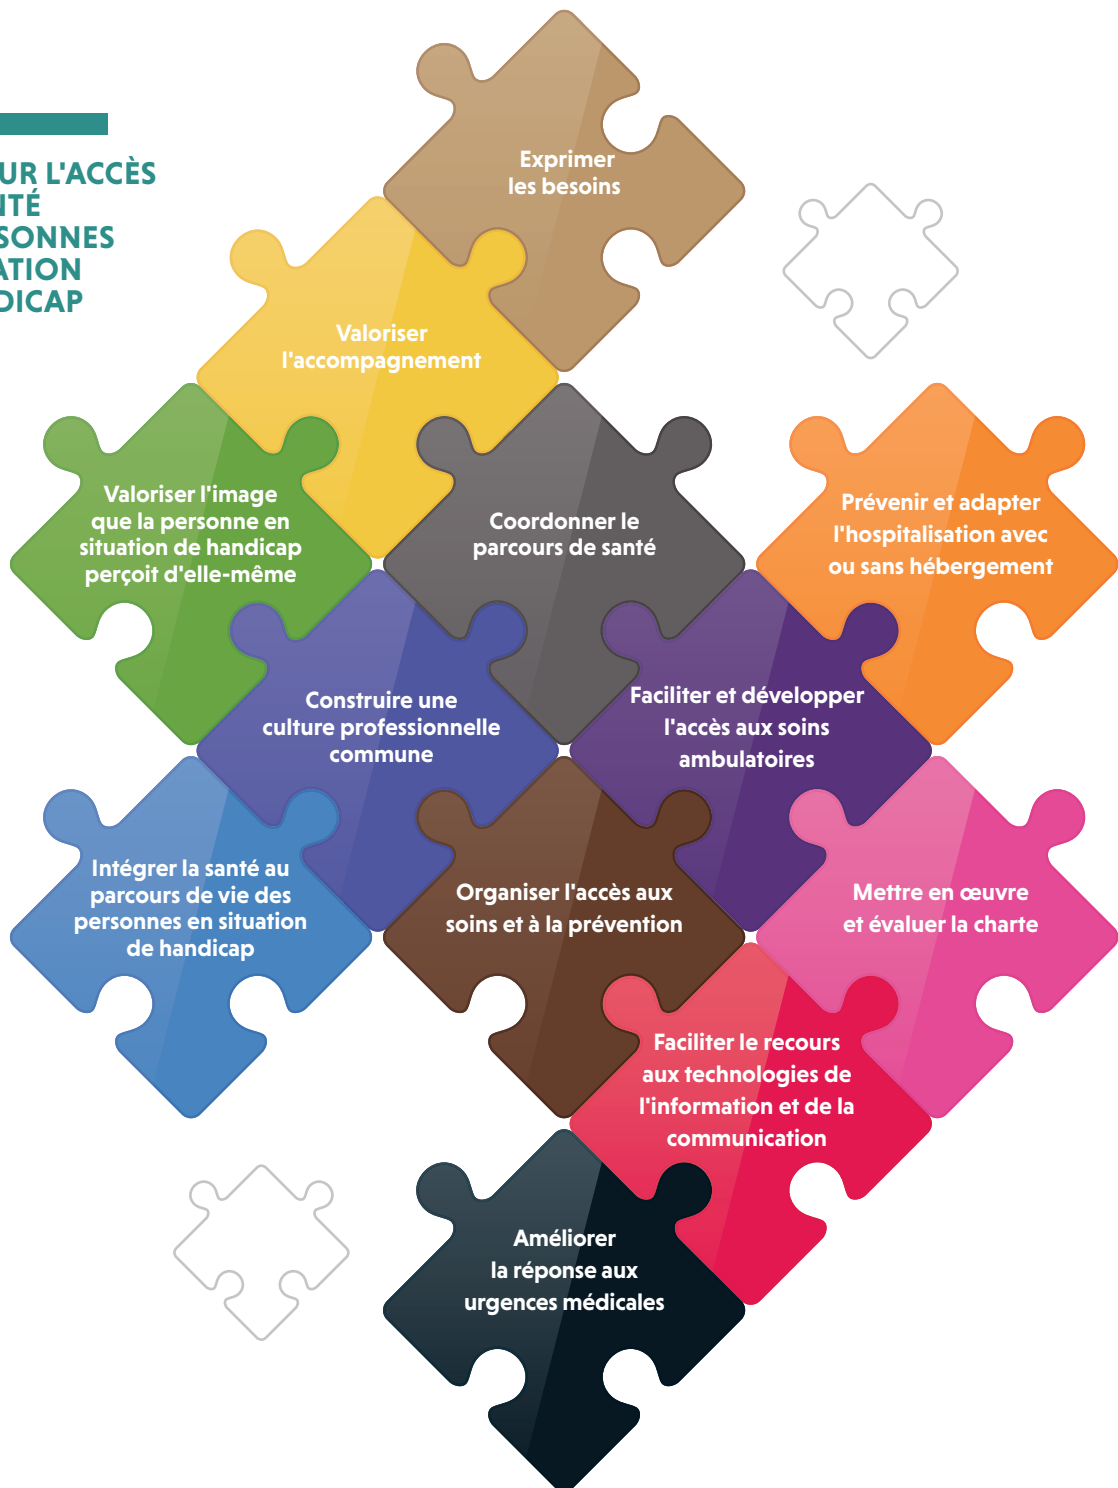 UR L'ACCÈS
NTÉ
SONNES
ATION
DICAP
Exprimer
les besoins
Valoriser
l'accompagnement
Valoriser l'image
que la personne en
situation de handicap
perçoit d'elle-même
Coordonner le
parcours de santé
Prévenir et adapter
l'hospitalisation avec
ou sans hébergement
Construire une
culture professionnelle
commune
Faciliter et développer
l'accès aux soins
ambulatoires
Intégrer la santé au
parcours de vie des
personnes en situation
de handicap
Organiser l'accès aux
soins et à la prévention
Mettre en œuvre
et évaluer la charte
Faciliter le recours
aux technologies de
l'information et de la
communication
Améliorer
la réponse aux
urgences médicales